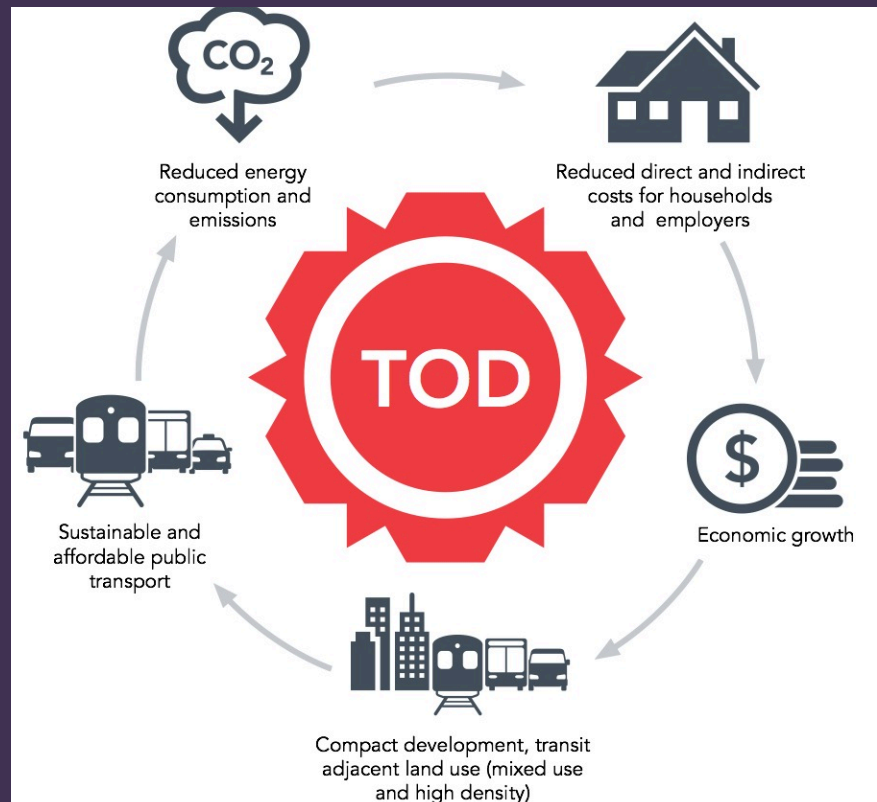 CO₂
Reduced energy
consumption and
emissions
Reduced direct and indirect
costs for households
and employers
TOD
$
Economic growth
Sustainable and
affordable public
transport
Compact development, transit
adjacent land use (mixed use
and high density)